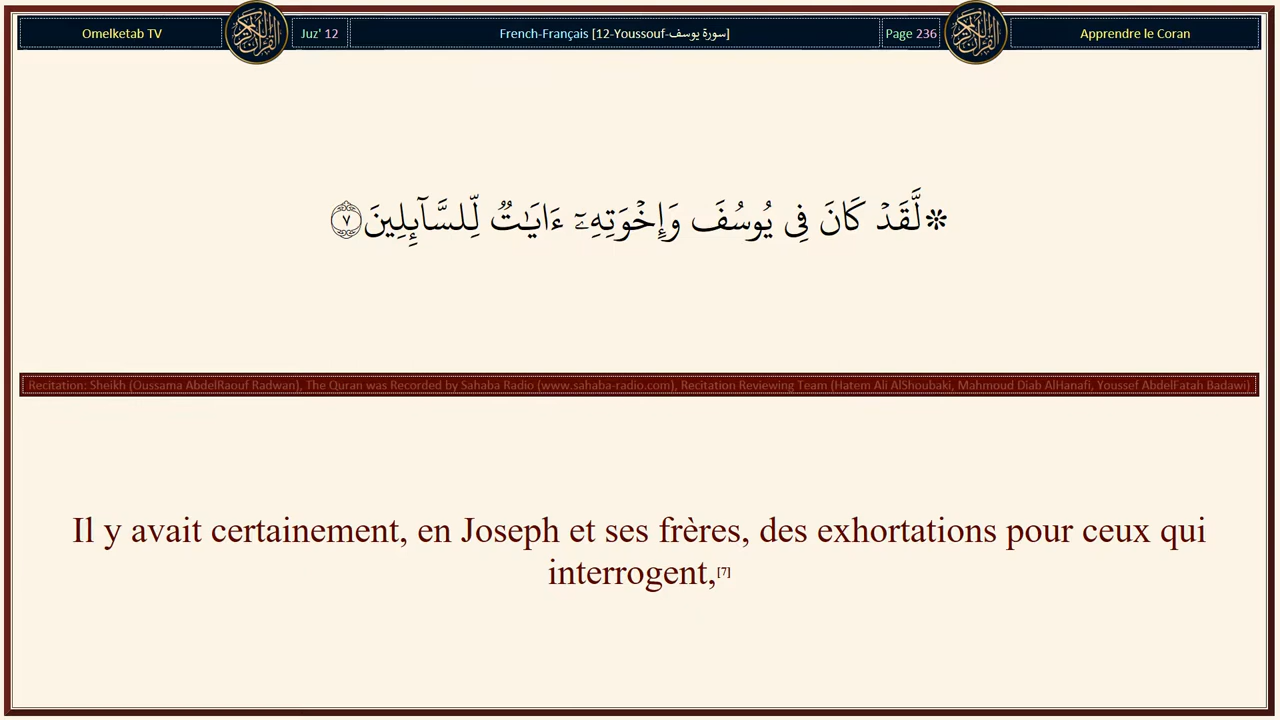 Omelketab TV
Juz' 12
French-Français [12-Youssouf-سورة يوسف]
Page 236
Apprendre le Coran
۞ لَّقَدۡ كَانَ فِى يُوسُفَ وَإِخۡوَتِهِۦٓ ءَايَـٰتٌ لِّلسَّآئِلِينَ ٧
Recitation: Sheikh (Oussama AbdelRaouf Radwan), The Quran was Recorded by Sahaba Radio (www.sahaba-radio.com), Recitation Reviewing Team (Hatem Ali AlShoubaki, Mahmoud Diab AlHanafi, Youssef AbdelFatah Badawi)
Il y avait certainement, en Joseph et ses frères, des exhortations pour ceux qui
interrogent,[7]